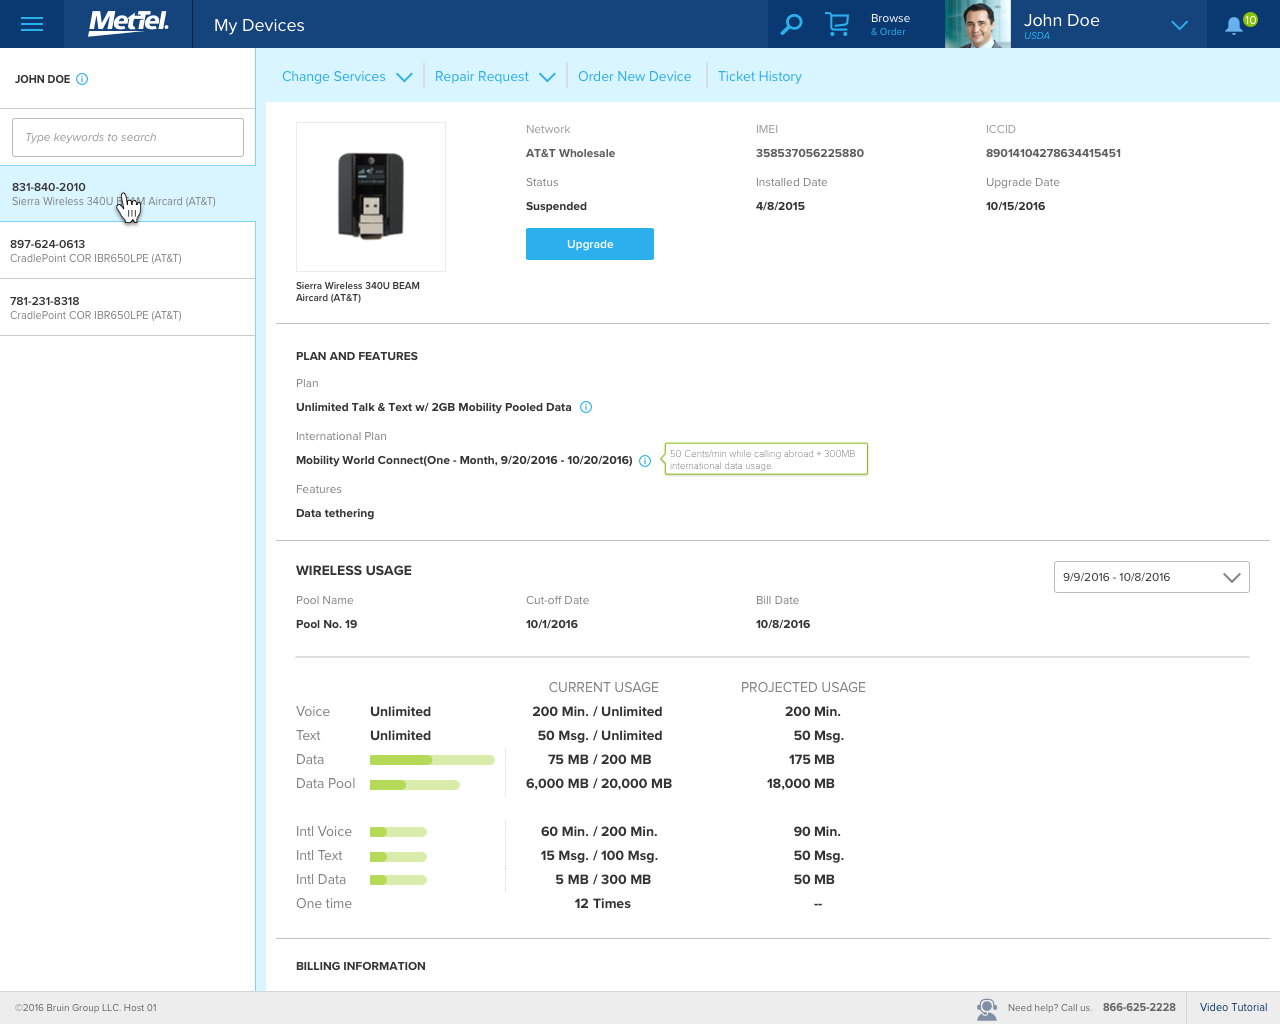 MetTel.
My Devices
Browse
& Order
John Doe
USDA
10
JOHN DOE
Change Services
Repair Request
Order New Device
Ticket History
Type keywords to search
831-840-2010
Sierra Wireless 340U BEAM Aircard (AT&T)
897-624-0613
CradlePoint COR IBR650LPE (AT&T)
781-231-8318
CradlePoint COR IBR650LPE (AT&T)
Sierra Wireless 340U BEAM
Aircard (AT&T)
Network
IMEI
ICCID
AT&T Wholesale
358537056225880
89014104278634415451
Status
Installed Date
Upgrade Date
Suspended
4/8/2015
10/15/2016
Upgrade
PLAN AND FEATURES
Plan
Unlimited Talk & Text w/ 2GB Mobility Pooled Data
International Plan
Mobility World Connect(One - Month, 9/20/2016 - 10/20/2016)
50 Cents/min while calling abroad + 300MB
international data usage.
Features
Data tethering
WIRELESS USAGE
9/9/2016 - 10/8/2016
Pool Name
Cut-off Date
Bill Date
Pool No. 19
10/1/2016
10/8/2016
CURRENT USAGE
PROJECTED USAGE
Voice Unlimited 200 Min. / Unlimited 200 Min.
Text Unlimited 50 Msg. / Unlimited 50 Msg.
Data 75 MB / 200 MB 175 MB
Data Pool 6,000 MB / 20,000 MB 18,000 MB
Intl Voice 60 Min. / 200 Min. 90 Min.
Intl Text 15 Msg. / 100 Msg. 50 Msg.
Intl Data 5 MB / 300 MB 50 MB
One time 12 Times --
BILLING INFORMATION
©2016 Bruin Group LLC. Host 01
Need help? Call us. 866-625-2228
Video Tutorial